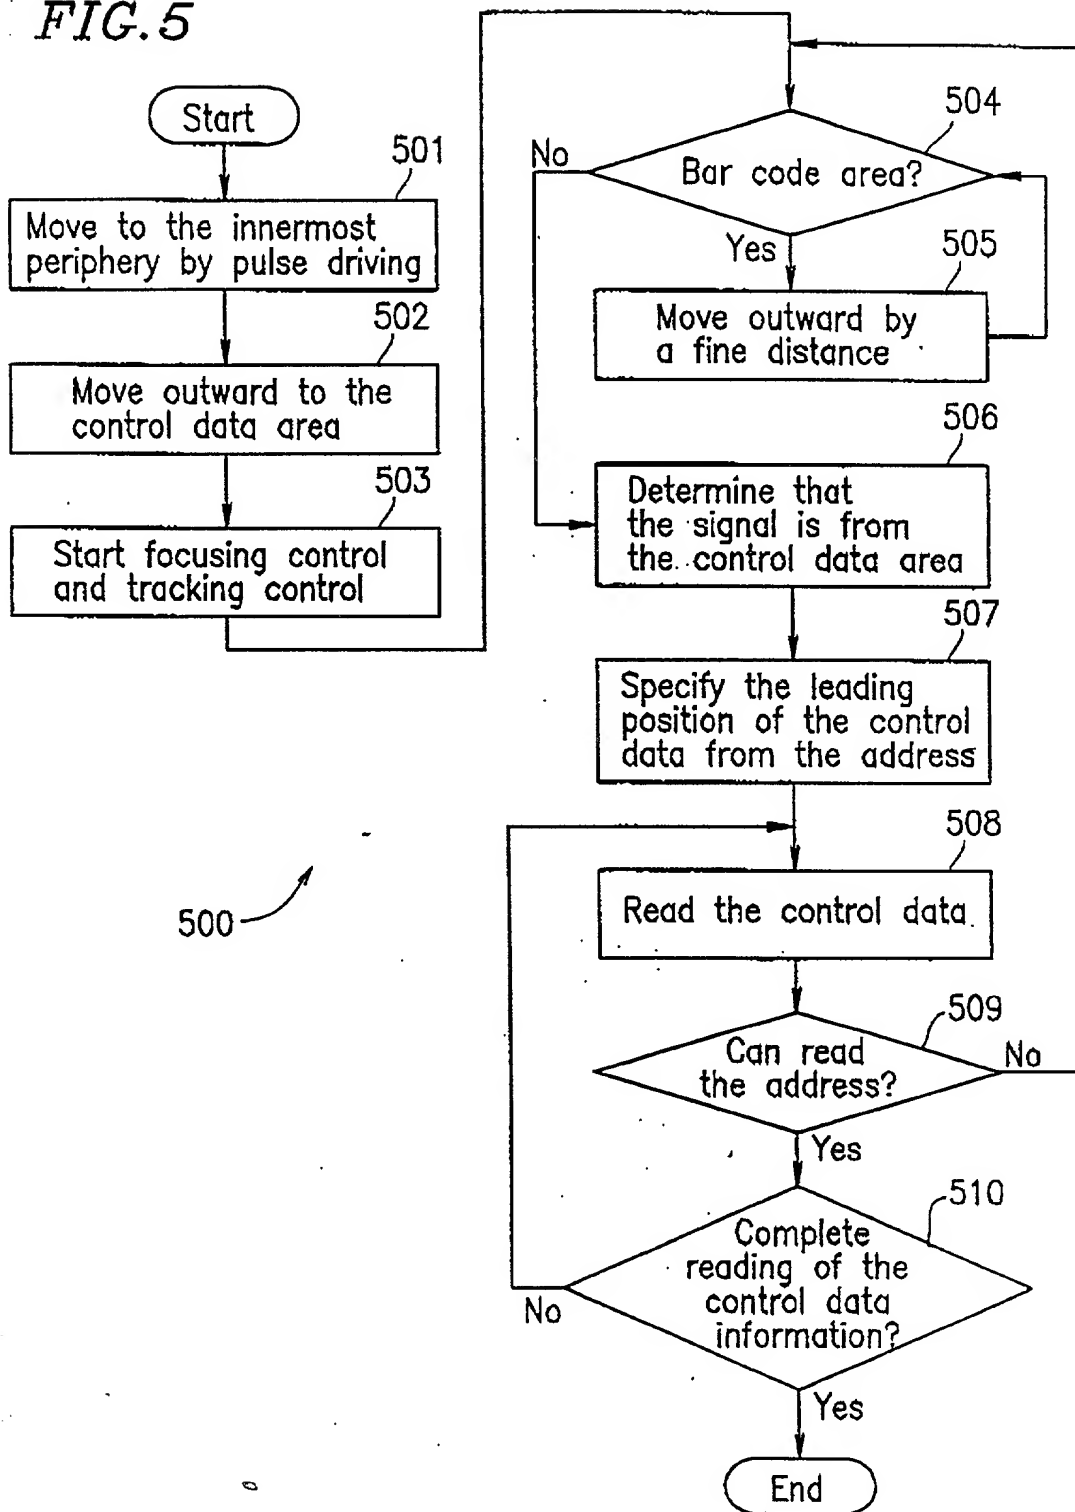 FIG.5
Start
501
Move to the innermost
periphery by pulse driving
502
Move outward to the
control data area
503
Start focusing control
and tracking control
504
Bar code area?
No
Yes
505
Move outward by
a fine distance
506
Determine that
the signal is from
the control data area
507
Specify the leading
position of the control
data from the address
508
Read the control data
500
509
Can read
the address?
No
Yes
510
Complete
reading of the
control data
information?
No
Yes
End